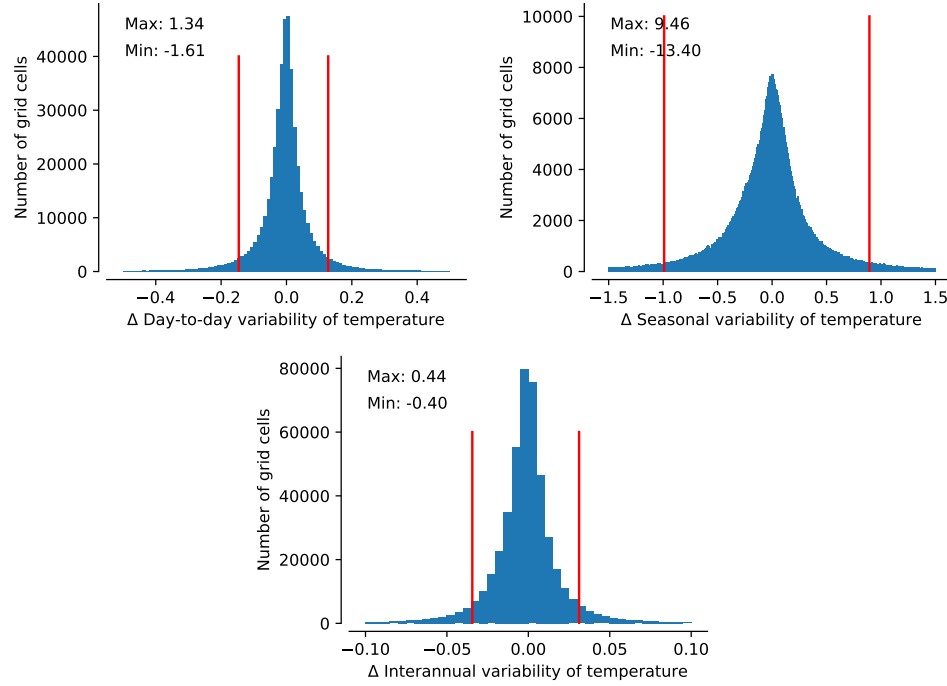 Max: 1.34
Min: -1.61
Number of grid cells
40000
30000
20000
10000
0
−0.4 −0.2 0.0 0.2 0.4
Δ Day-to-day variability of temperature
Max: 9.46
Min: -13.40
Number of grid cells
10000
8000
6000
4000
2000
0
−1.5 −1.0 −0.5 0.0 0.5 1.0 1.5
Δ Seasonal variability of temperature
Max: 0.44
Min: -0.40
Number of grid cells
80000
60000
40000
20000
0
−0.10 −0.05 0.00 0.05 0.10
Δ Interannual variability of temperature